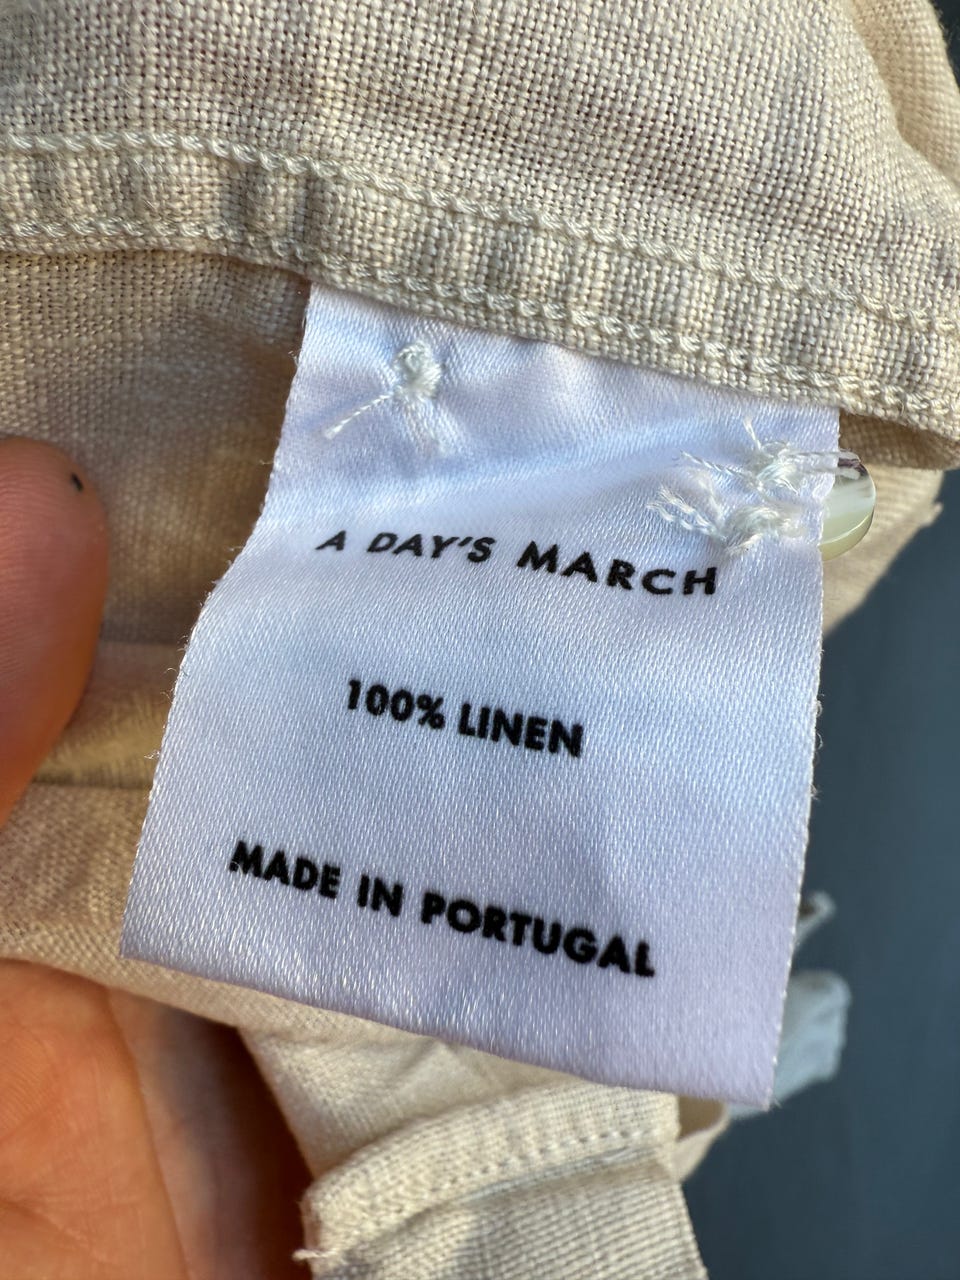 A DAY'S MARCH
100% LINEN
MADE IN PORTUGAL